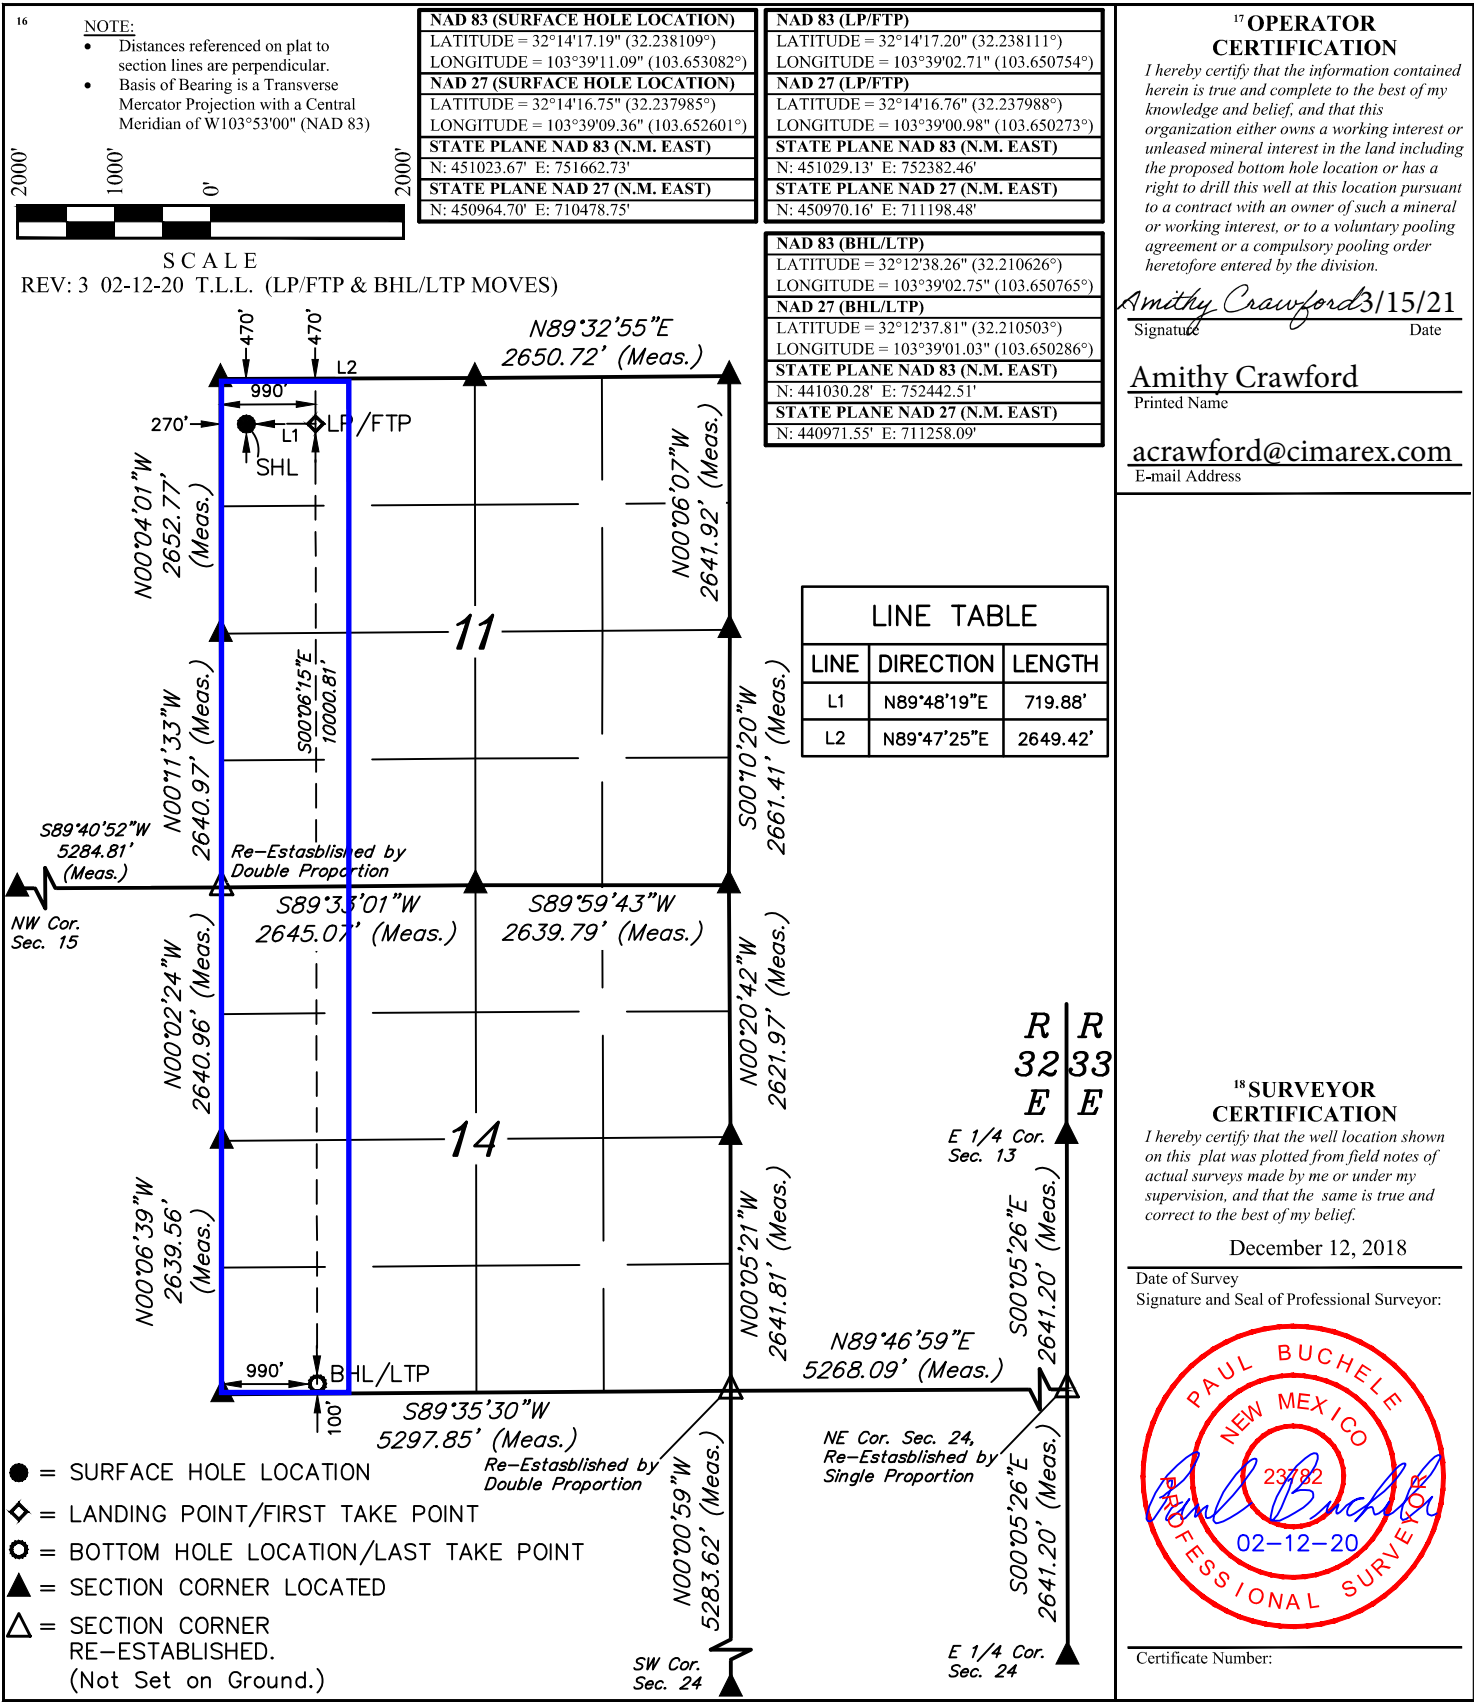 16
NOTE:
• Distances referenced on plat to
section lines are perpendicular.
• Basis of Bearing is a Transverse
Mercator Projection with a Central
Meridian of W103°53'00" (NAD 83)
2000'
1000'
0'
2000'
SCALE
REV: 3 02-12-20 T.L.L. (LP/FTP & BHL/LTP MOVES)
NAD 83 (SURFACE HOLE LOCATION)
LATITUDE = 32°14'17.19" (32.238109°)
LONGITUDE = 103°39'11.09" (103.653082°)
NAD 27 (SURFACE HOLE LOCATION)
LATITUDE = 32°14'16.75" (32.237985°)
LONGITUDE = 103°39'09.36" (103.652601°)
STATE PLANE NAD 83 (N.M. EAST)
N: 451023.67' E: 751662.73'
STATE PLANE NAD 27 (N.M. EAST)
N: 450964.70' E: 710478.75'
NAD 83 (LP/FTP)
LATITUDE = 32°14'17.20" (32.238111°)
LONGITUDE = 103°39'02.71" (103.650754°)
NAD 27 (LP/FTP)
LATITUDE = 32°14'16.76" (32.237988°)
LONGITUDE = 103°39'00.98" (103.650273°)
STATE PLANE NAD 83 (N.M. EAST)
N: 451029.13' E: 752382.46'
STATE PLANE NAD 27 (N.M. EAST)
N: 450970.16' E: 711198.48'
NAD 83 (BHL/LTP)
LATITUDE = 32°12'38.26" (32.210626°)
LONGITUDE = 103°39'02.75" (103.650765°)
NAD 27 (BHL/LTP)
LATITUDE = 32°12'37.81" (32.210503°)
LONGITUDE = 103°39'01.03" (103.650286°)
STATE PLANE NAD 83 (N.M. EAST)
N: 441030.28' E: 752442.51'
STATE PLANE NAD 27 (N.M. EAST)
N: 440971.55' E: 711258.09'
470'
470'
L2
N89°32'55"E
2650.72' (Meas.)
990'
270'
L1
LP/FTP
SHL
N00°04'01"W
2652.77'
(Meas.)
N00°06'07"W
2641.92' (Meas.)
11
S00°06'15"E
10000.81'
N00°11'33"W
2640.97' (Meas.)
S00°10'20"W
2661.41' (Meas.)
LINE TABLE
LINE DIRECTION LENGTH
L1 N89°48'19"E 719.88'
L2 N89°47'25"E 2649.42'
S89°40'52"W
5284.81'
(Meas.)
NW Cor.
Sec. 15
Re-Estasblished by
Double Proportion
S89°33'01"W
2645.07' (Meas.)
S89°59'43"W
2639.79' (Meas.)
N00°02'24"W
2640.96' (Meas.)
N00°20'42"W
2621.97' (Meas.)
14
R R
32 33
E E
E 1/4 Cor.
Sec. 13
N00°06'39"W
2639.56'
(Meas.)
N00°05'21"W
2641.81' (Meas.)
S00°05'26"E
2641.20' (Meas.)
990'
BHL/LTP
100'
N89°46'59"E
5268.09' (Meas.)
S89°35'30"W
5297.85' (Meas.)
Re-Estasblished by
Double Proportion
NE Cor. Sec. 24,
Re-Estasblished by
Single Proportion
N00°00'59"W
5283.62' (Meas.)
S00°05'26"E
2641.20' (Meas.)
SW Cor.
Sec. 24
E 1/4 Cor.
Sec. 24
= SURFACE HOLE LOCATION
= LANDING POINT/FIRST TAKE POINT
= BOTTOM HOLE LOCATION/LAST TAKE POINT
= SECTION CORNER LOCATED
= SECTION CORNER
RE-ESTABLISHED.
(Not Set on Ground.)
17 OPERATOR
CERTIFICATION
I hereby certify that the information contained
herein is true and complete to the best of my
knowledge and belief, and that this
organization either owns a working interest or
unleased mineral interest in the land including
the proposed bottom hole location or has a
right to drill this well at this location pursuant
to a contract with an owner of such a mineral
or working interest, or to a voluntary pooling
agreement or a compulsory pooling order
heretofore entered by the division.
Amithy Crawford 3/15/21
Signature Date
Amithy Crawford
Printed Name
acrawford@cimarex.com
E-mail Address
18 SURVEYOR
CERTIFICATION
I hereby certify that the well location shown
on this plat was plotted from field notes of
actual surveys made by me or under my
supervision, and that the same is true and
correct to the best of my belief.
December 12, 2018
Date of Survey
Signature and Seal of Professional Surveyor:
PAUL BUCHELE
NEW MEXICO
23782
Paul Buchele
02-12-20
PROFESSIONAL SURVEYOR
Certificate Number: